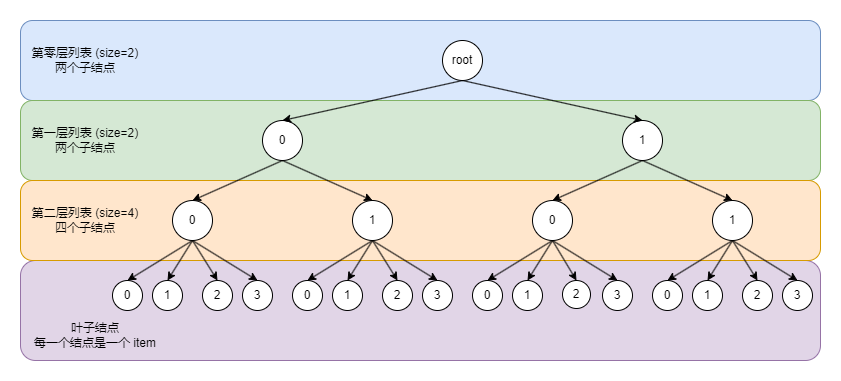 第零层列表 (size=2)
两个子结点
root
第一层列表 (size=2)
两个子结点
0
1
第二层列表 (size=4)
四个子结点
0
1
0
1
0
1
2
3
0
1
2
3
0
1
2
3
0
1
2
3
叶子结点
每一个结点是一个 item